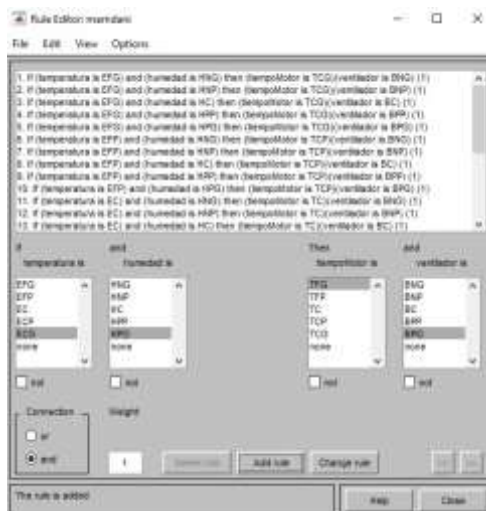 Rule Editor: mamdani
File Edit View Options
1. If (temperatura is EFG) and (humedad is HNG) then (tiempoMotor is TCG)(ventilador is BNG) (1)
2. If (temperatura is EFG) and (humedad is HNP) then (tiempoMotor is TCG)(ventilador is BNP) (1)
3. If (temperatura is EFG) and (humedad is HC) then (tiempoMotor is TCG)(ventilador is BC) (1)
4. If (temperatura is EFG) and (humedad is HPP) then (tiempoMotor is TCG)(ventilador is BPP) (1)
5. If (temperatura is EFG) and (humedad is HPG) then (tiempoMotor is TCG)(ventilador is BPG) (1)
6. If (temperatura is EFP) and (humedad is HNG) then (tiempoMotor is TCP)(ventilador is BNG) (1)
7. If (temperatura is EFP) and (humedad is HNP) then (tiempoMotor is TCP)(ventilador is BNP) (1)
8. If (temperatura is EFP) and (humedad is HC) then (tiempoMotor is TCP)(ventilador is BC) (1)
9. If (temperatura is EFP) and (humedad is HPP) then (tiempoMotor is TCP)(ventilador is BPP) (1)
10. If (temperatura is EFP) and (humedad is HPG) then (tiempoMotor is TCP)(ventilador is BPG) (1)
11. If (temperatura is EC) and (humedad is HNG) then (tiempoMotor is TC)(ventilador is BNG) (1)
12. If (temperatura is EC) and (humedad is HNP) then (tiempoMotor is TC)(ventilador is BNP) (1)
13. If (temperatura is EC) and (humedad is HC) then (tiempoMotor is TC)(ventilador is BC) (1)
If and Then and
temperatura is humedad is tiempoMotor is ventilador is
EFG HNG TFG BNG
EFP HNP TFP BNP
EC HC TC BC
ECP HPP TCP BPP
ECG HPG TCG BPG
none none none none
not not not not
Connection Weight
or
and 1 Delete rule Add rule Change rule << >>
The rule is added Help Close